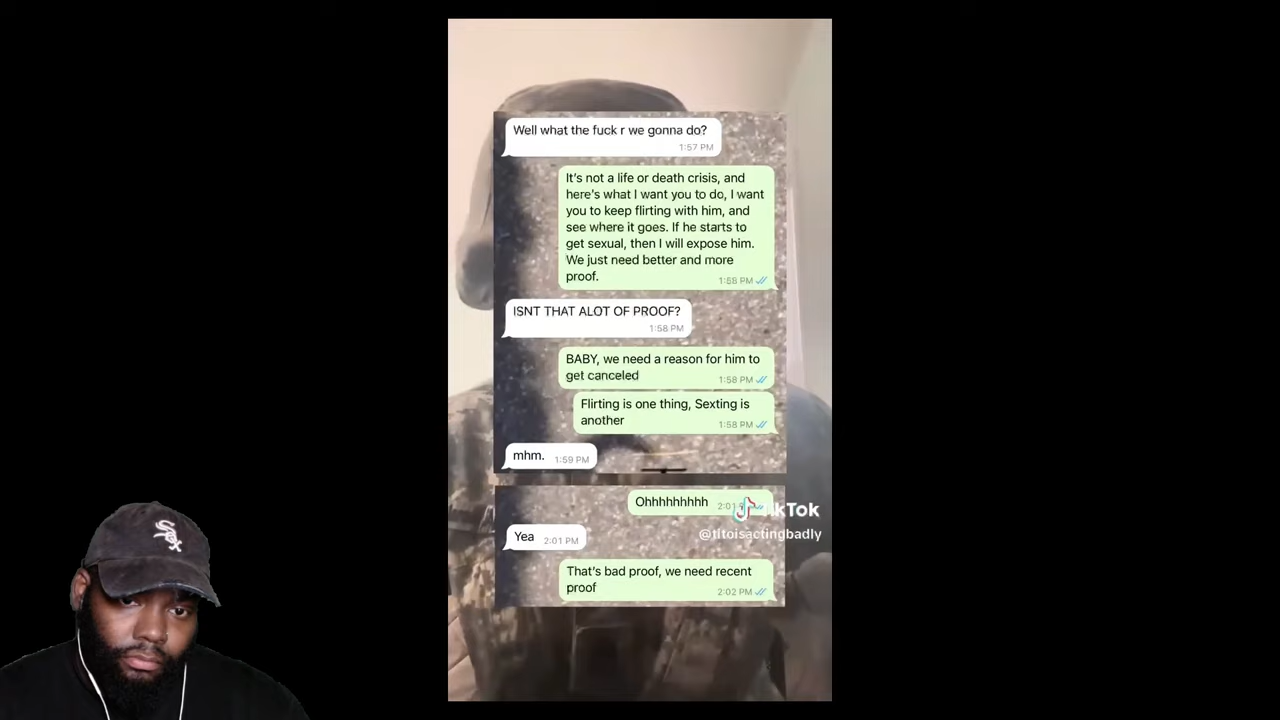 Well what the fuck r we gonna do?
1:57 PM
It's not a life or death crisis, and
here's what I want you to do, I want
you to keep flirting with him, and
see where it goes. If he starts to
get sexual, then I will expose him.
We just need better and more
proof.
1:58 PM
ISNT THAT ALOT OF PROOF?
1:58 PM
BABY, we need a reason for him to
get canceled
1:58 PM
Flirting is one thing, Sexting is
another
1:58 PM
mhm. 1:59 PM
Ohhhhhhhhh 2:01
TikTok
@titoisactingbadly
Yea 2:01 PM
That's bad proof, we need recent
proof
2:02 PM